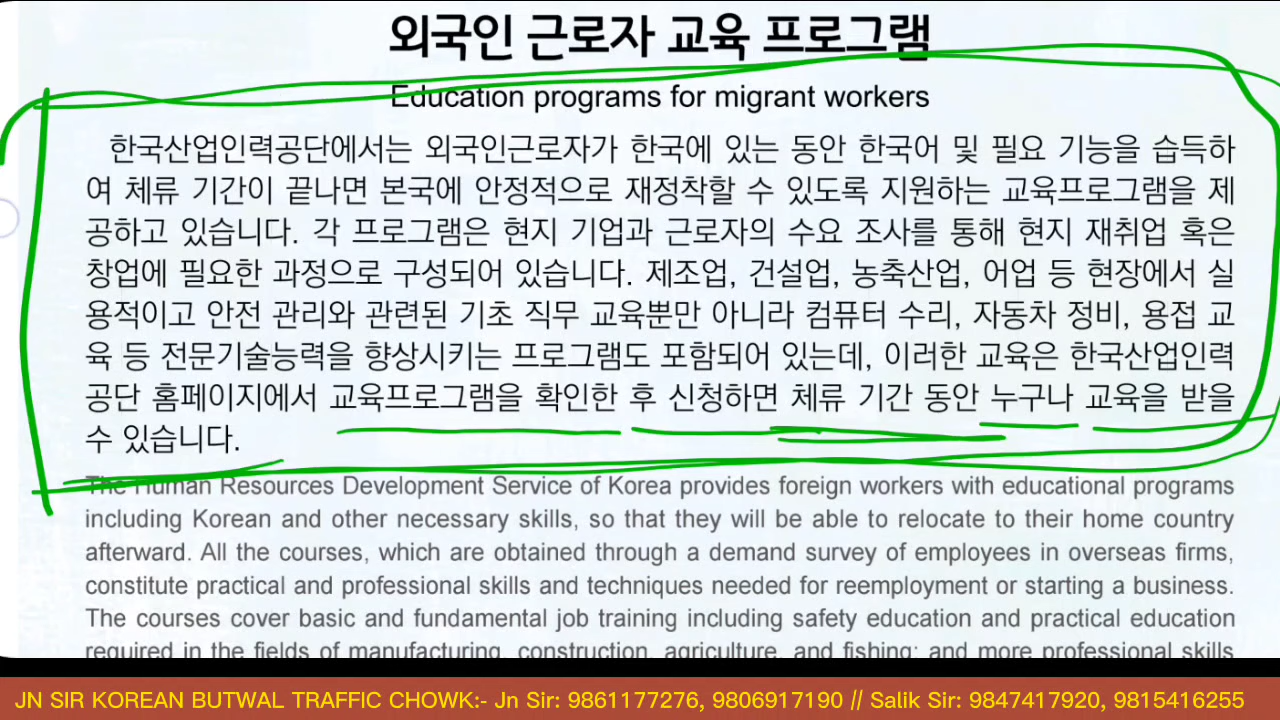 외국인 근로자 교육 프로그램
Education programs for migrant workers
한국산업인력공단에서는 외국인근로자가 한국에 있는 동안 한국어 및 필요 기능을 습득하
여 체류 기간이 끝나면 본국에 안정적으로 재정착할 수 있도록 지원하는 교육프로그램을 제
공하고 있습니다. 각 프로그램은 현지 기업과 근로자의 수요 조사를 통해 현지 재취업 혹은
창업에 필요한 과정으로 구성되어 있습니다. 제조업, 건설업, 농축산업, 어업 등 현장에서 실
용적이고 안전 관리와 관련된 기초 직무 교육뿐만 아니라 컴퓨터 수리, 자동차 정비, 용접 교
육 등 전문기술능력을 향상시키는 프로그램도 포함되어 있는데, 이러한 교육은 한국산업인력
공단 홈페이지에서 교육프로그램을 확인한 후 신청하면 체류 기간 동안 누구나 교육을 받을
수 있습니다.
The Human Resources Development Service of Korea provides foreign workers with educational programs
including Korean and other necessary skills, so that they will be able to relocate to their home country
afterward. All the courses, which are obtained through a demand survey of employees in overseas firms,
constitute practical and professional skills and techniques needed for reemployment or starting a business.
The courses cover basic and fundamental job training including safety education and practical education
required in the fields of manufacturing, construction, agriculture, and fishing; and more professional skills
JN SIR KOREAN BUTWAL TRAFFIC CHOWK:- Jn Sir: 9861177276, 9806917190 // Salik Sir: 9847417920, 9815416255